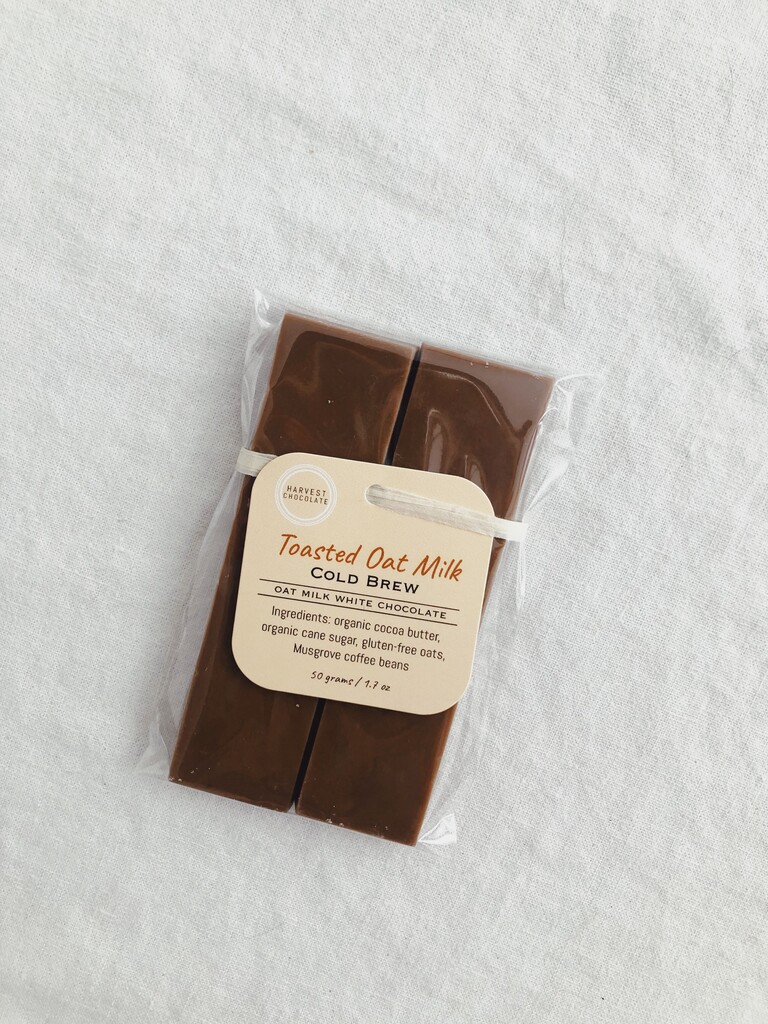 HARVEST
CHOCOLATE
Toasted Oat Milk
COLD BREW
OAT MILK WHITE CHOCOLATE
Ingredients: organic cocoa butter,
organic cane sugar, gluten-free oats,
Musgrove coffee beans
50 grams / 1.7 oz